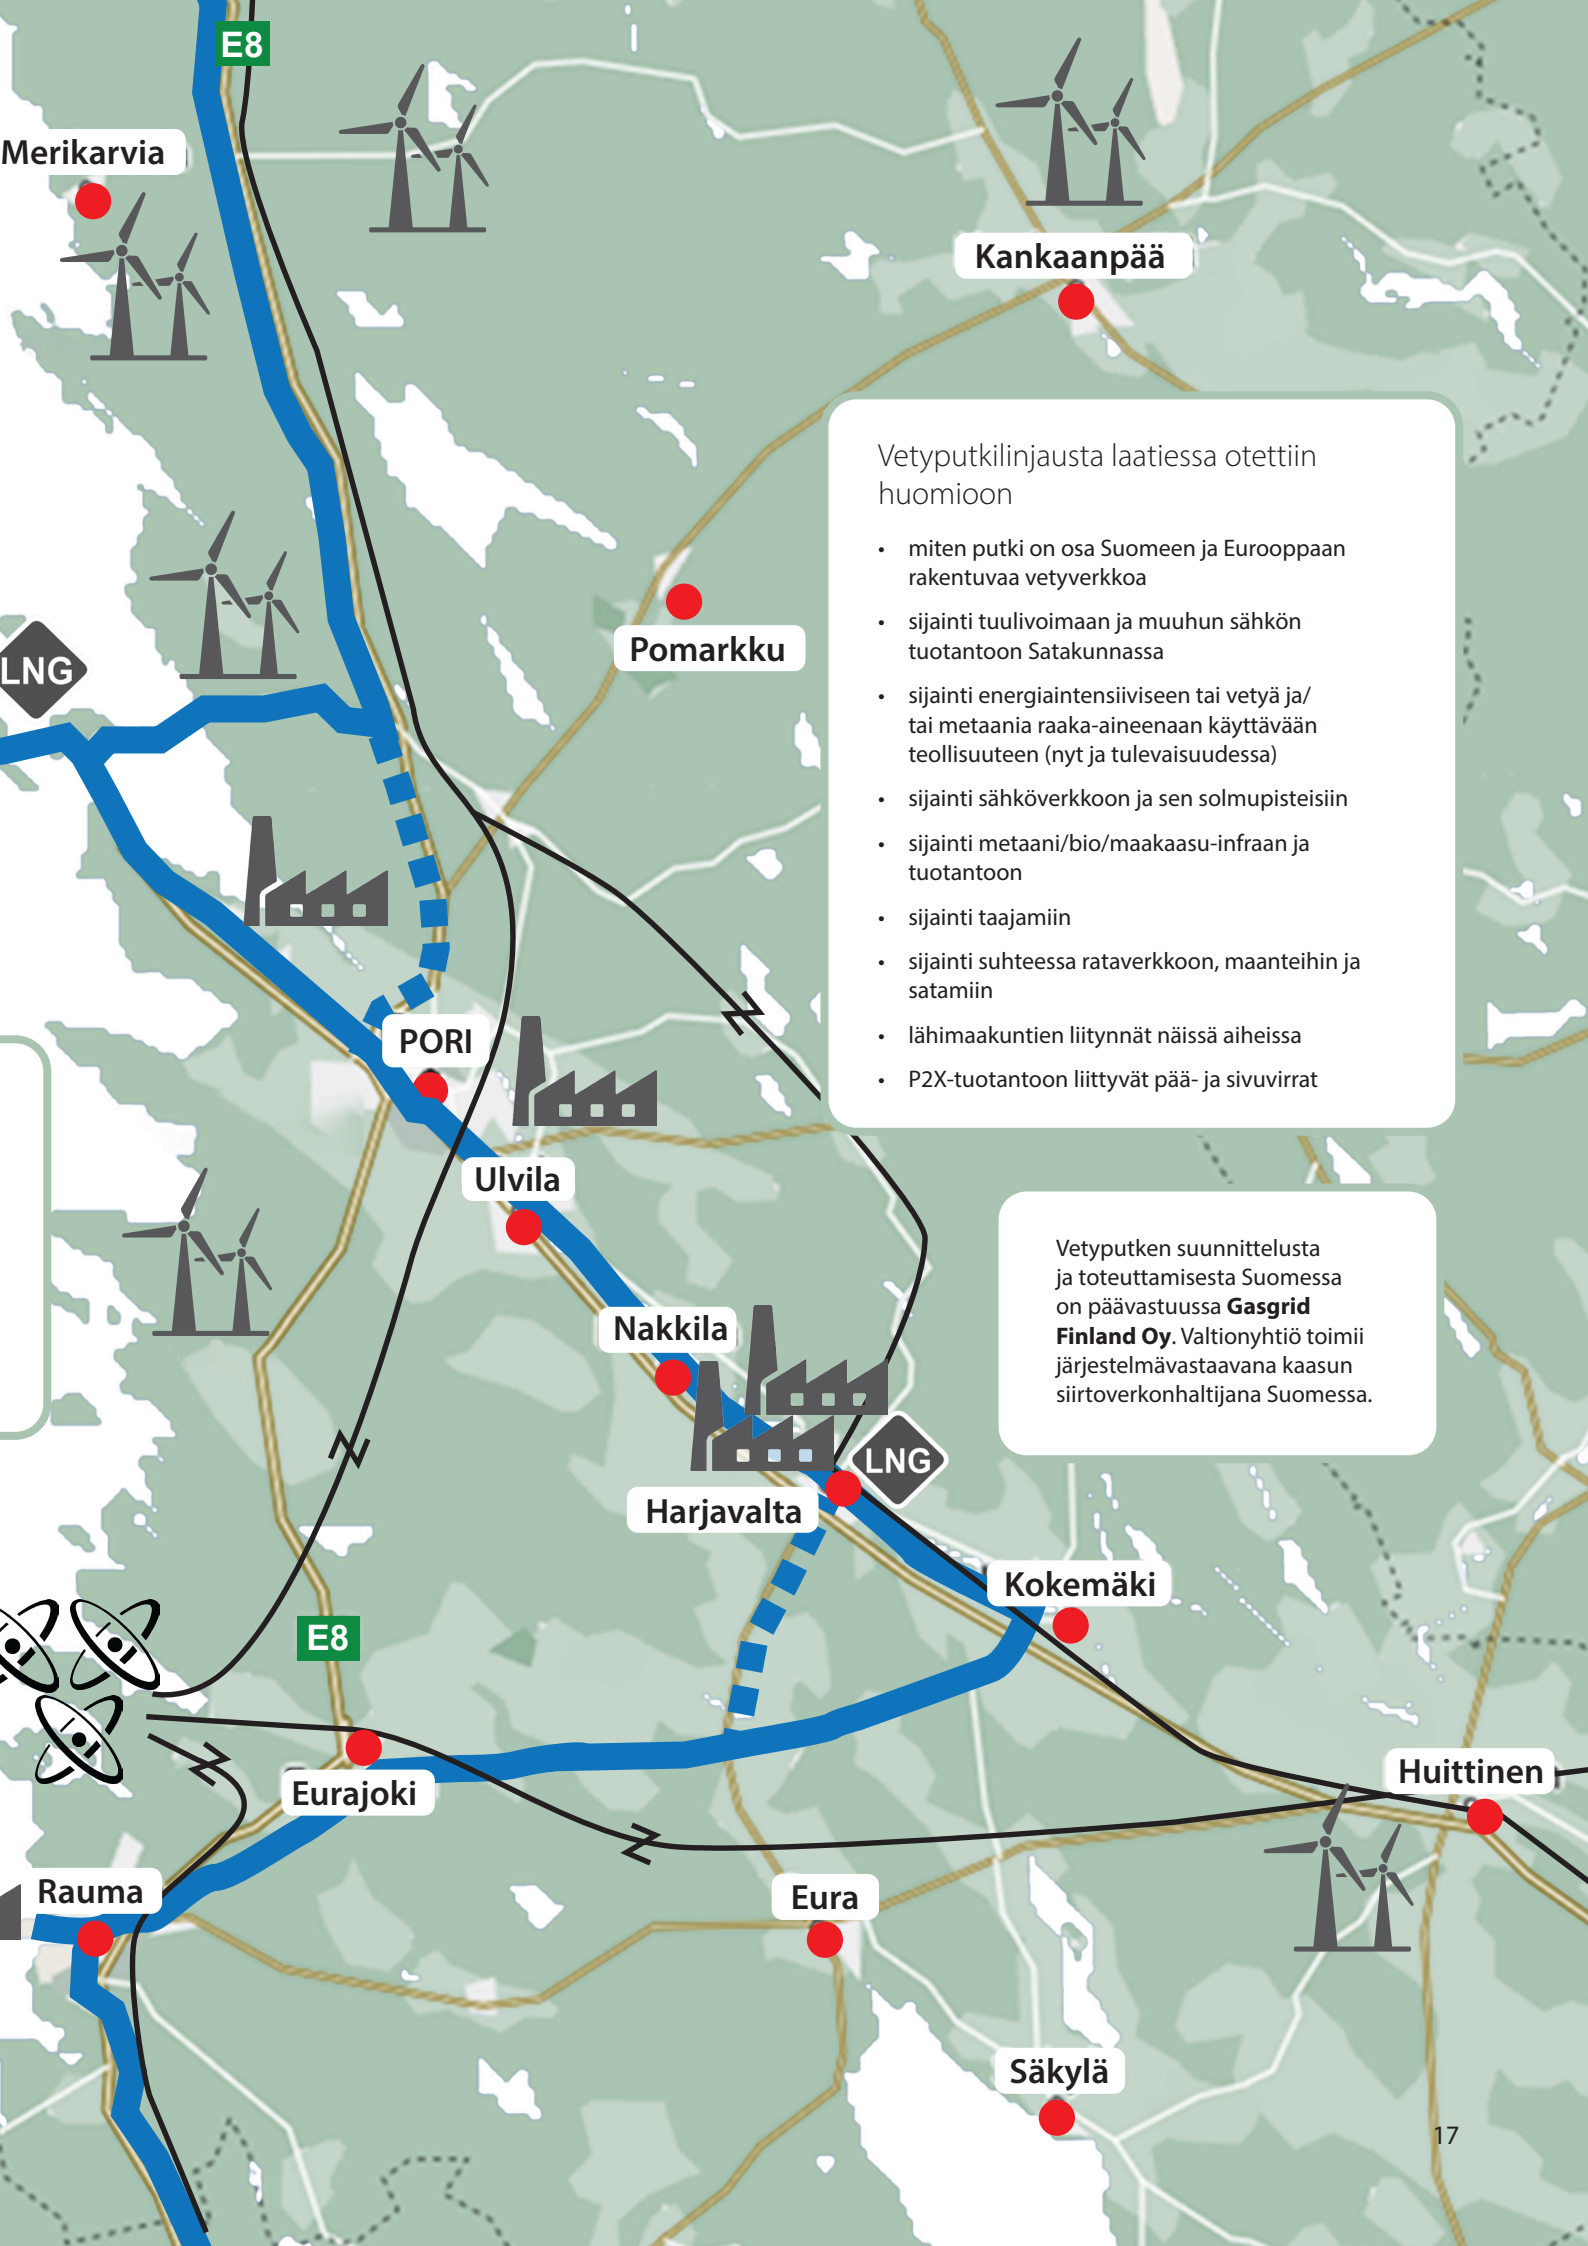 E8
Merikarvia
Kankaanpää
Vetyputkilinjausta laatiessa otettiin
huomioon
• miten putki on osa Suomeen ja Eurooppaan
rakentuvaa vetyverkkoa
• sijainti tuulivoimaan ja muuhun sähkön
tuotantoon Satakunnassa
• sijainti energiaintensiiviseen tai vetyä ja/
tai metaania raaka-aineenaan käyttävään
teollisuuteen (nyt ja tulevaisuudessa)
• sijainti sähköverkkoon ja sen solmupisteisiin
• sijainti metaani/bio/maakaasu-infraan ja
tuotantoon
• sijainti taajamiin
• sijainti suhteessa rataverkkoon, maanteihin ja
satamiin
• lähimaakuntien liitynnät näissä aiheissa
• P2X-tuotantoon liittyvät pää- ja sivuvirrat
Pomarkku
LNG
PORI
Ulvila
Vetyputken suunnittelusta
ja toteuttamisesta Suomessa
on päävastuussa Gasgrid
Finland Oy. Valtionyhtiö toimii
järjestelmävastaavana kaasun
siirtoverkonhaltijana Suomessa.
Nakkila
LNG
Harjavalta
Kokemäki
E8
Huittinen
Eurajoki
Rauma
Eura
Säkylä
17